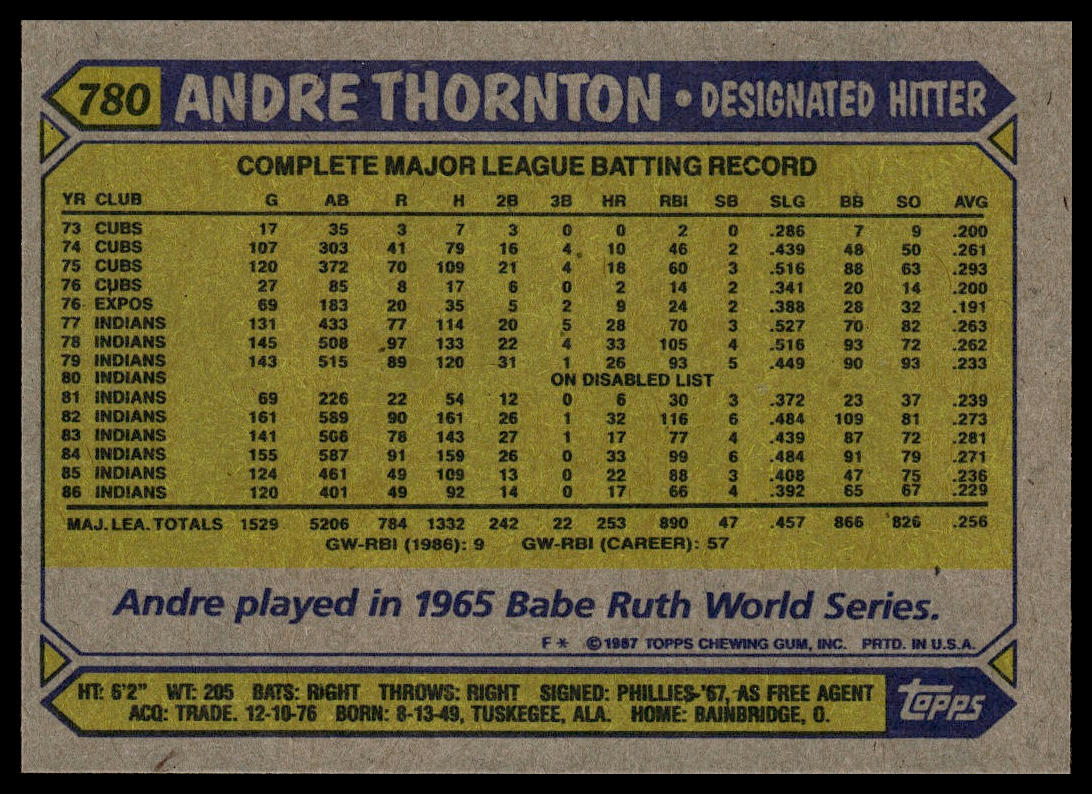 780 ANDRE THORNTON • DESIGNATED HITTER
COMPLETE MAJOR LEAGUE BATTING RECORD
YR CLUB G AB R H 2B 3B HR RBI SB SLG BB SO AVG
73 CUBS 17 35 3 7 3 0 0 2 0 .286 7 9 .200
74 CUBS 107 303 41 79 16 4 10 46 2 .439 48 50 .261
75 CUBS 120 372 70 109 21 4 18 60 3 .516 88 63 .293
76 CUBS 27 85 8 17 6 0 2 14 2 .341 20 14 .200
76 EXPOS 69 183 20 35 5 2 9 24 2 .388 28 32 .191
77 INDIANS 131 433 77 114 20 5 28 70 3 .527 70 82 .263
78 INDIANS 145 508 97 133 22 4 33 105 4 .516 93 72 .262
79 INDIANS 143 515 89 120 31 1 26 93 5 .449 90 93 .233
80 INDIANS ON DISABLED LIST
81 INDIANS 69 226 22 54 12 0 6 30 3 .372 23 37 .239
82 INDIANS 161 589 90 161 26 1 32 116 6 .484 109 81 .273
83 INDIANS 141 508 78 143 27 1 17 77 4 .439 87 72 .281
84 INDIANS 155 587 91 159 26 0 33 99 6 .484 91 79 .271
85 INDIANS 124 461 49 109 13 0 22 88 3 .408 47 75 .236
86 INDIANS 120 401 49 92 14 0 17 66 4 .392 65 67 .229
MAJ. LEA. TOTALS 1529 5206 784 1332 242 22 253 890 47 .457 866 826 .256
GW-RBI (1986): 9 GW-RBI (CAREER): 57
Andre played in 1965 Babe Ruth World Series.
F * © 1987 TOPPS CHEWING GUM, INC. PRTD. IN U.S.A.
HT: 6'2" WT: 205 BATS: RIGHT THROWS: RIGHT SIGNED: PHILLIES-'67, AS FREE AGENT
ACQ: TRADE. 12-10-76 BORN: 8-13-49, TUSKEGEE, ALA. HOME: BAINBRIDGE, O.
topps